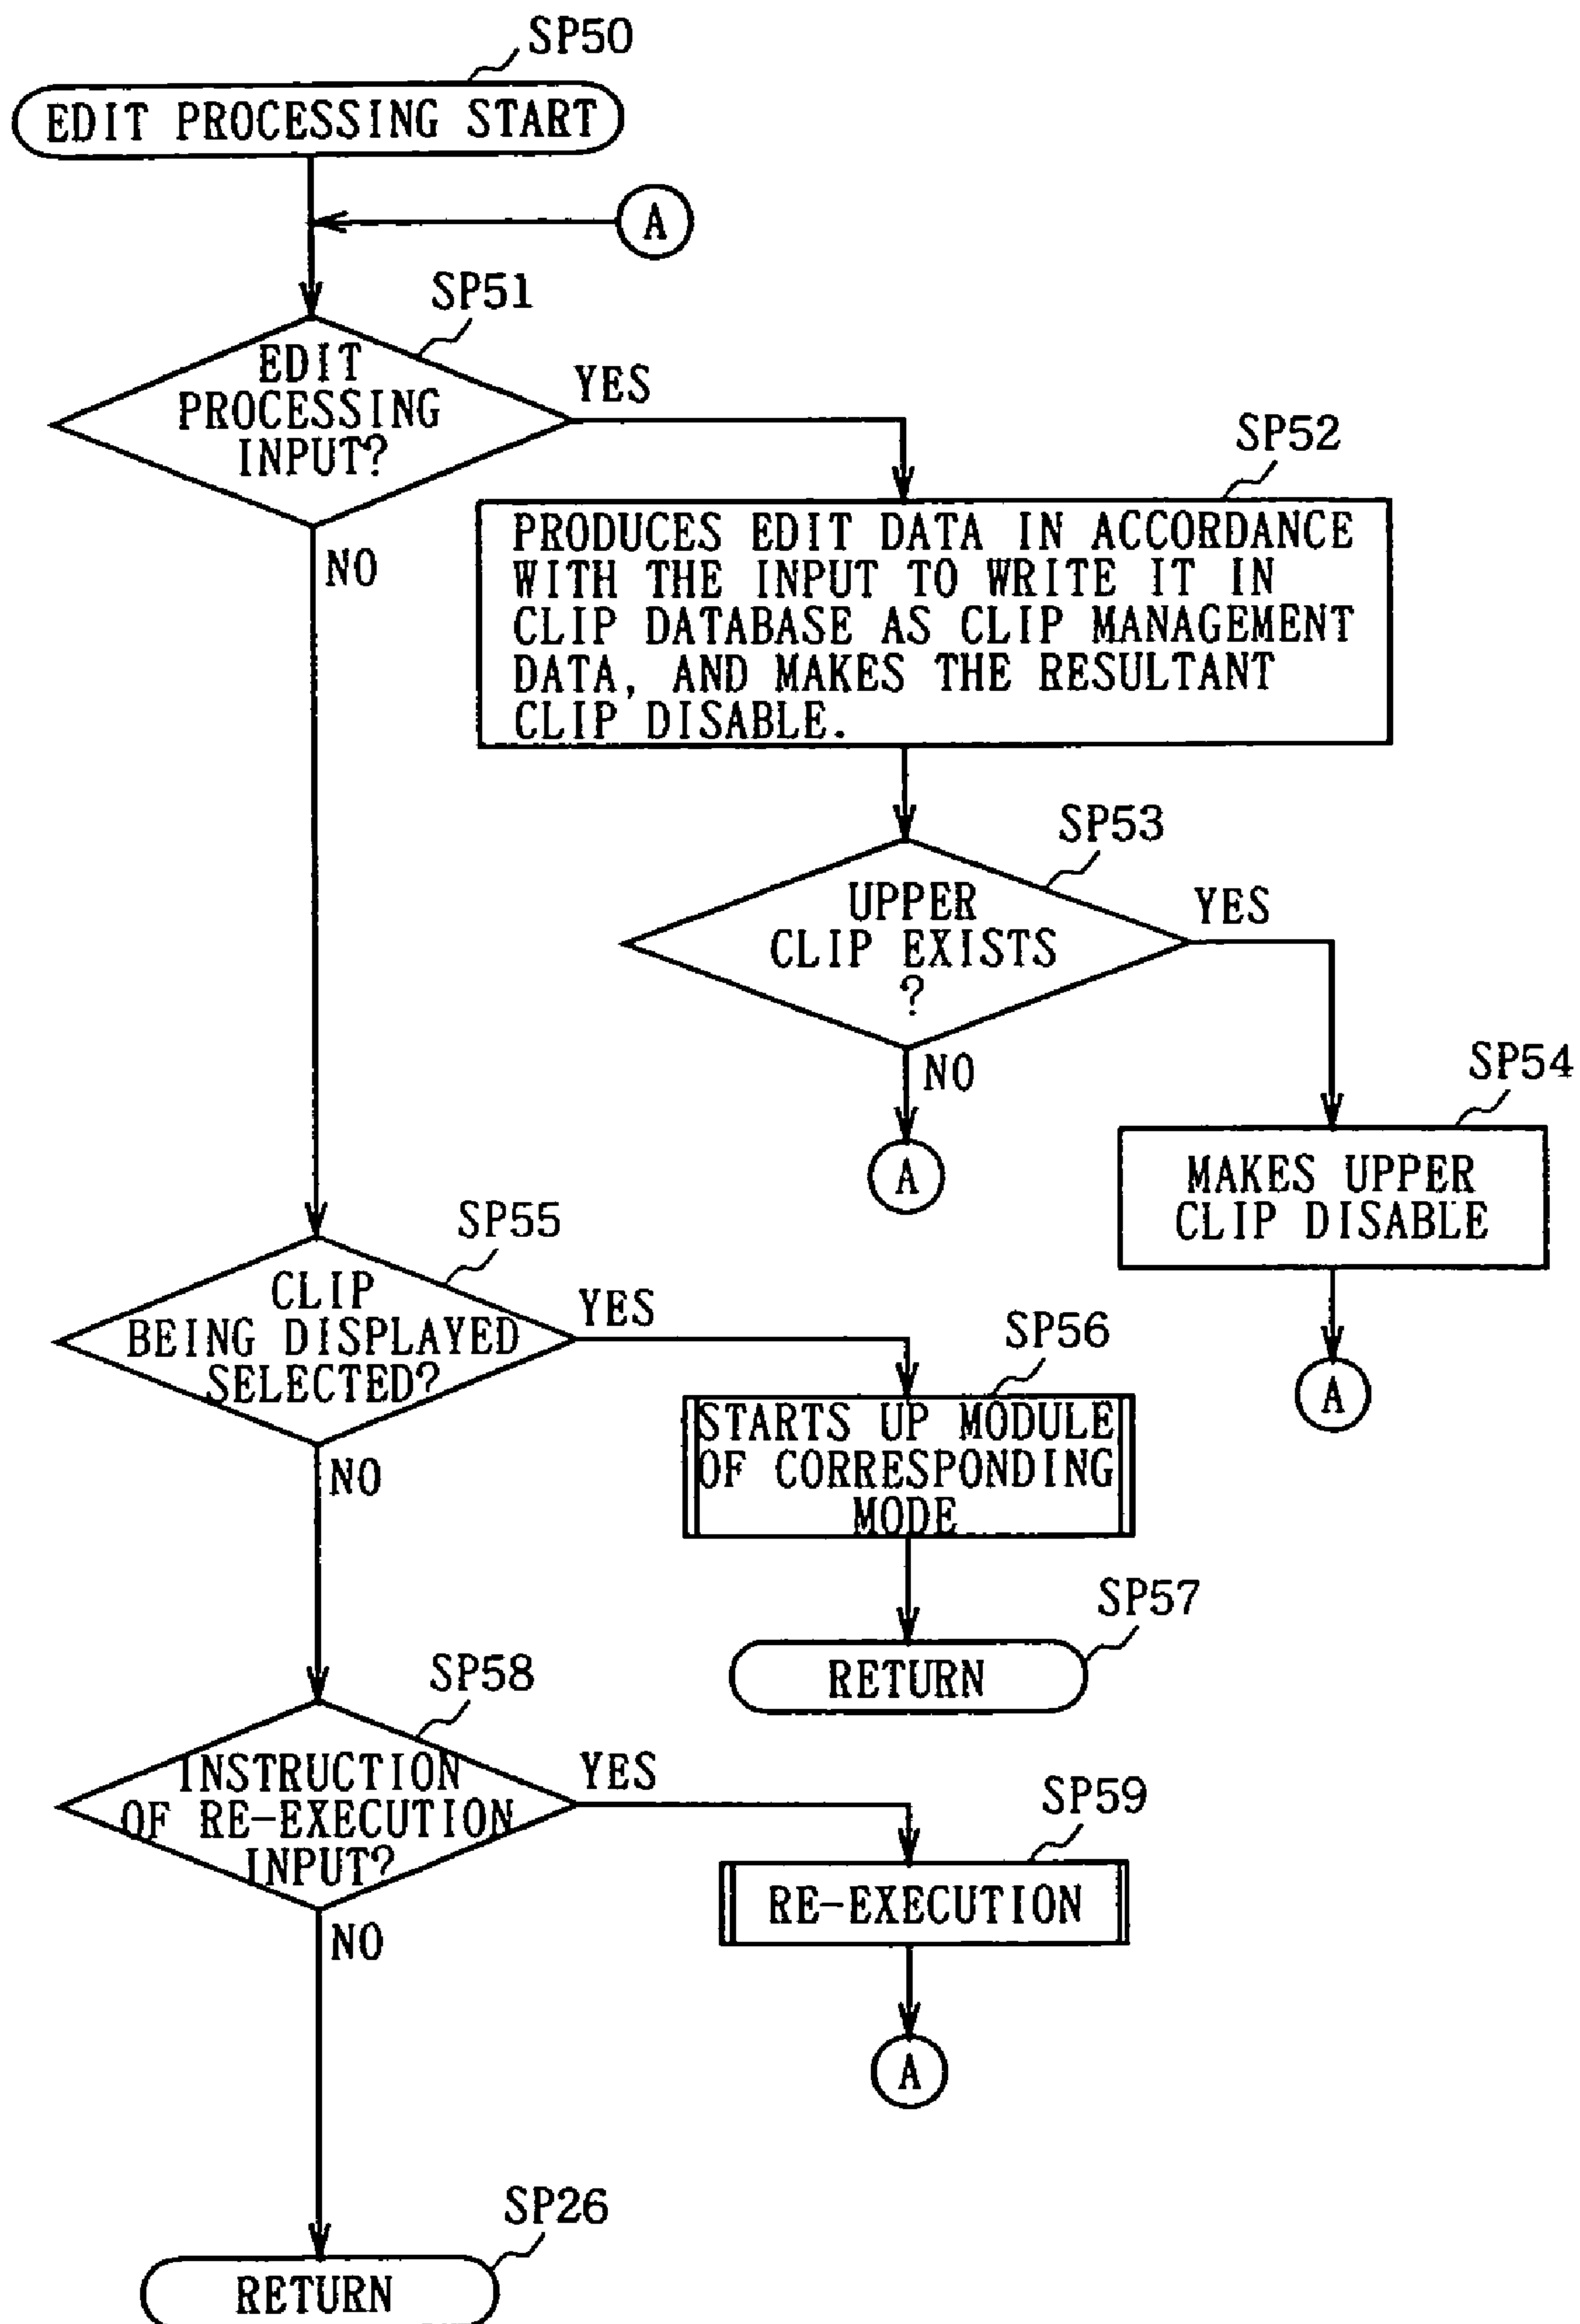 SP50
EDIT PROCESSING START
A
SP51
EDIT
PROCESSING
INPUT?
YES
NO
SP52
PRODUCES EDIT DATA IN ACCORDANCE
WITH THE INPUT TO WRITE IT IN
CLIP DATABASE AS CLIP MANAGEMENT
DATA, AND MAKES THE RESULTANT
CLIP DISABLE.
SP53
UPPER
CLIP EXISTS
?
YES
NO
A
SP54
MAKES UPPER
CLIP DISABLE
A
SP55
CLIP
BEING DISPLAYED
SELECTED?
YES
NO
SP56
STARTS UP MODULE
OF CORRESPONDING
MODE
SP57
RETURN
SP58
INSTRUCTION
OF RE-EXECUTION
INPUT?
YES
NO
SP59
RE-EXECUTION
A
SP26
RETURN